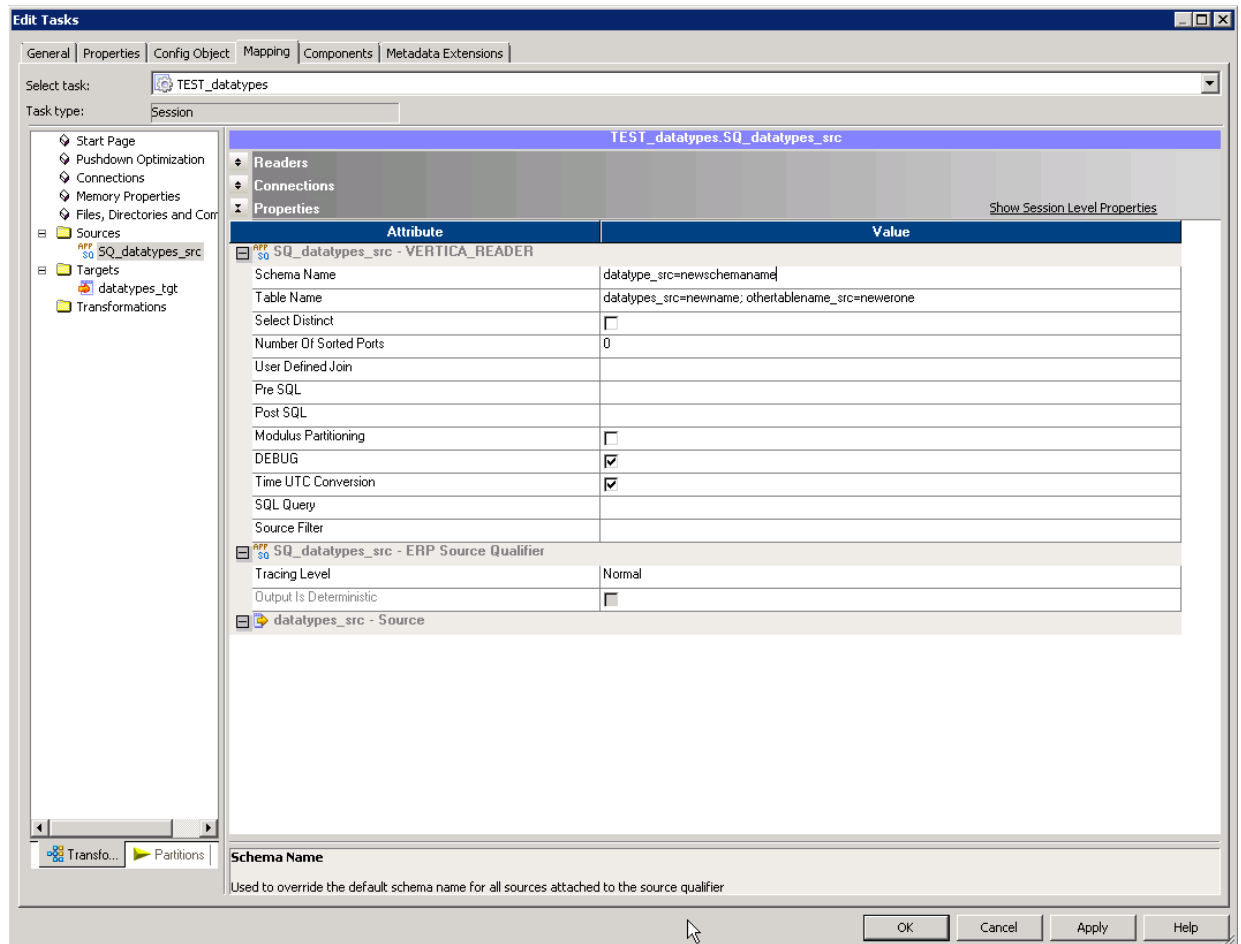 Edit Tasks
General Properties Config Object Mapping Components Metadata Extensions
Select task: TEST_datatypes
Task type: Session
Start Page
Pushdown Optimization
Connections
Memory Properties
Files, Directories and Com
Sources
APP SQ SQ_datatypes_src
Targets
datatypes_tgt
Transformations
Transfo... Partitions
TEST_datatypes.SQ_datatypes_src
Readers
Connections
Properties Show Session Level Properties
Attribute Value
APP SQ SQ_datatypes_src - VERTICA_READER
Schema Name datatype_src=newschemaname
Table Name datatypes_src=newname; othertablename_src=newerone
Select Distinct
Number Of Sorted Ports 0
User Defined Join
Pre SQL
Post SQL
Modulus Partitioning
DEBUG
Time UTC Conversion
SQL Query
Source Filter
APP SQ SQ_datatypes_src - ERP Source Qualifier
Tracing Level Normal
Output Is Deterministic
datatypes_src - Source
Schema Name
Used to override the default schema name for all sources attached to the source qualifier
OK Cancel Apply Help